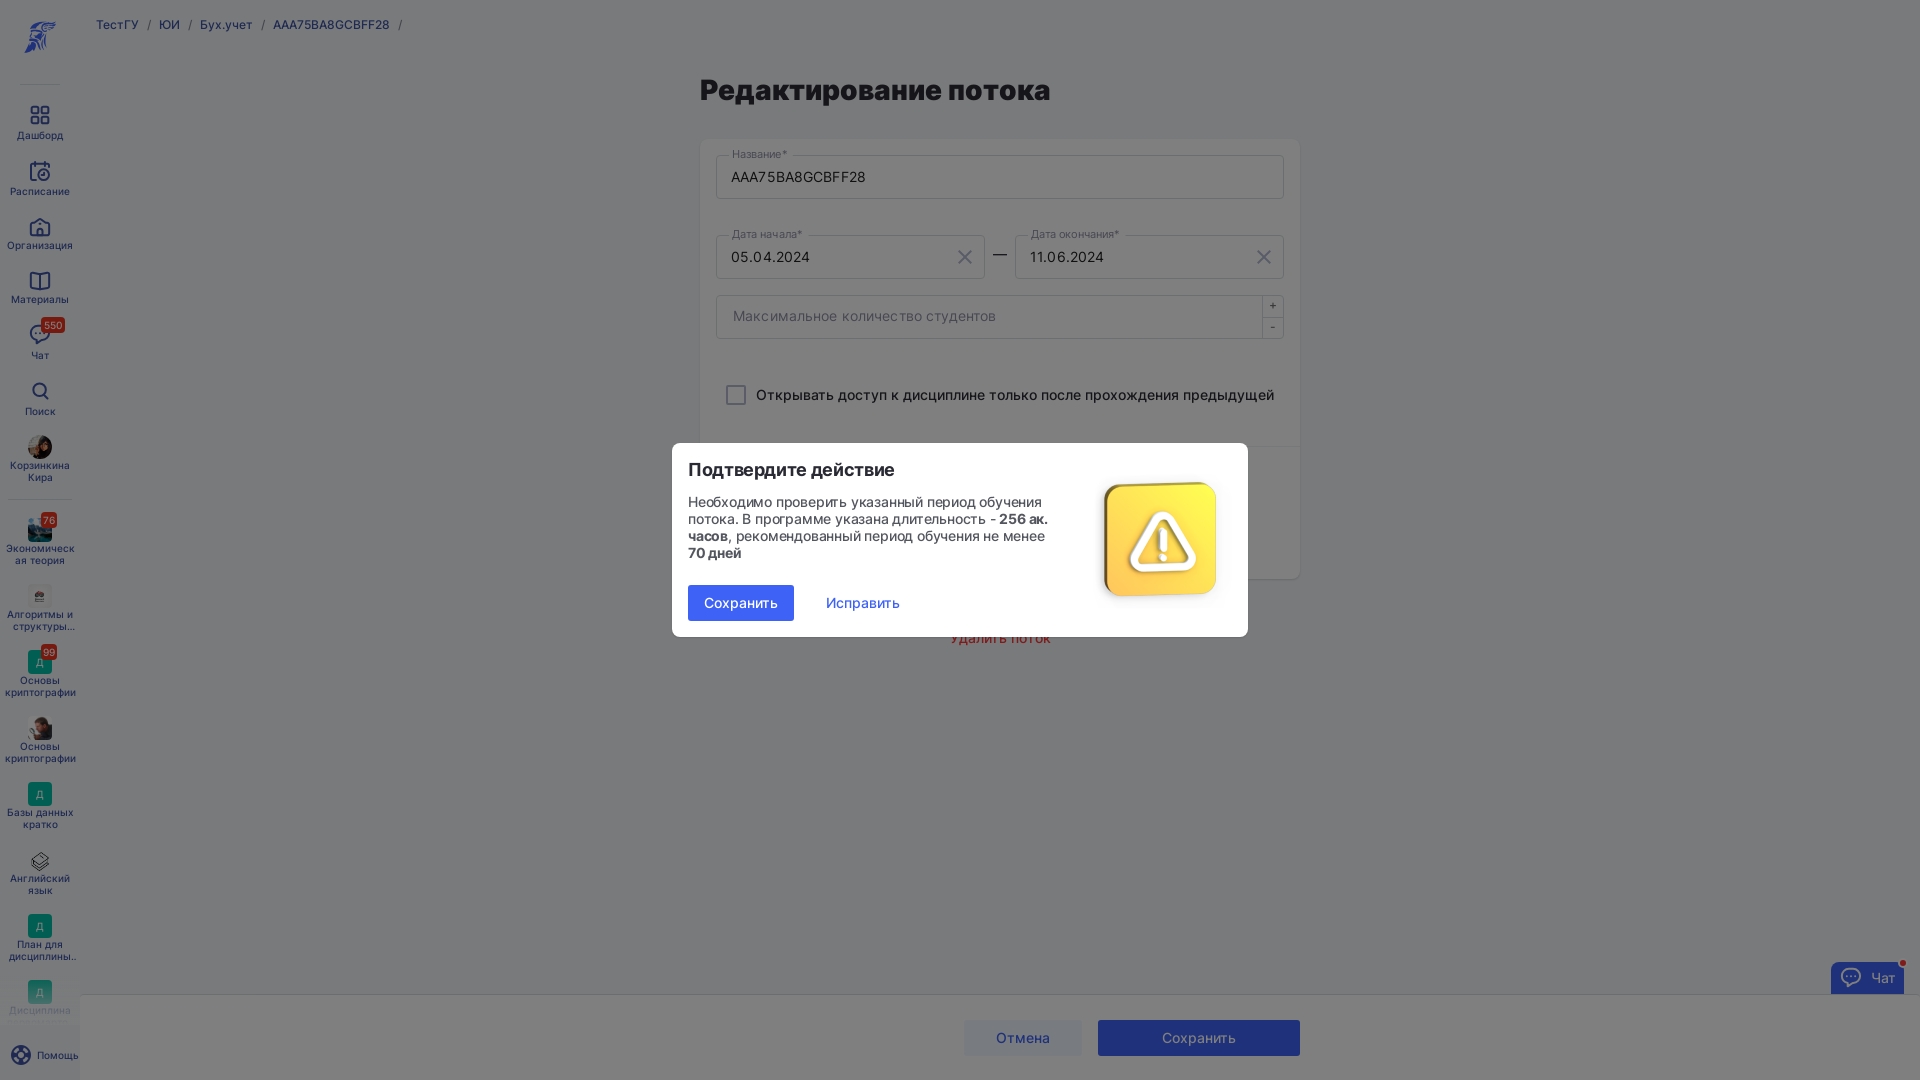 ТестГУ / ЮИ / Бух.учет / AAA75BA8GCBFF28 /
Дашборд
Расписание
Организация
Материалы
550
Чат
Поиск
Корзинкина
Кира
76
Экономическ
ая теория
Алгоритмы и
структуры...
99
Д
Основы
криптографии
Основы
криптографии
Д
Базы данных
кратко
Английский
язык
Д
План для
дисциплины..
Д
Дисциплина
Помощь
Редактирование потока
Название*
AAA75BA8GCBFF28
Дата начала*
05.04.2024
—
Дата окончания*
11.06.2024
Максимальное количество студентов
+
-
Открывать доступ к дисциплине только после прохождения предыдущей
Подтвердите действие
Необходимо проверить указанный период обучения
потока. В программе указана длительность - 256 ак.
часов, рекомендованный период обучения не менее
70 дней
Сохранить
Исправить
Удалить поток
Чат
Отмена
Сохранить